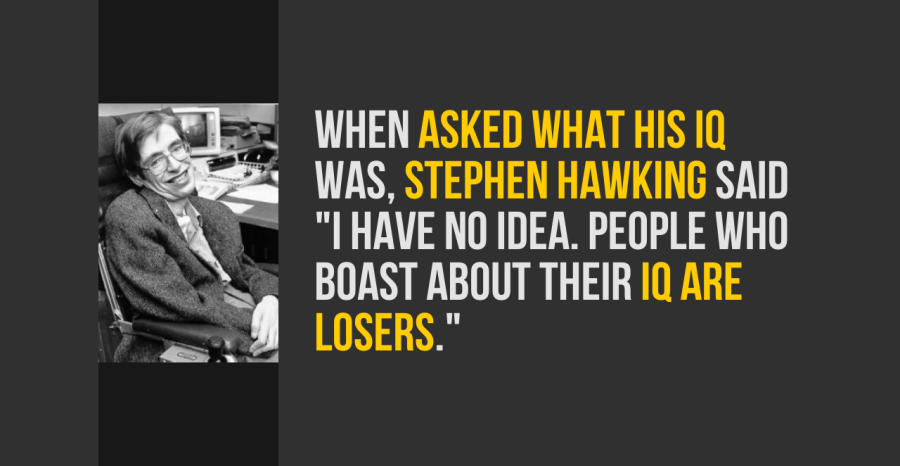 WHEN ASKED WHAT HIS IQ
WAS, STEPHEN HAWKING SAID
"I HAVE NO IDEA. PEOPLE WHO
BOAST ABOUT THEIR IQ ARE
LOSERS."